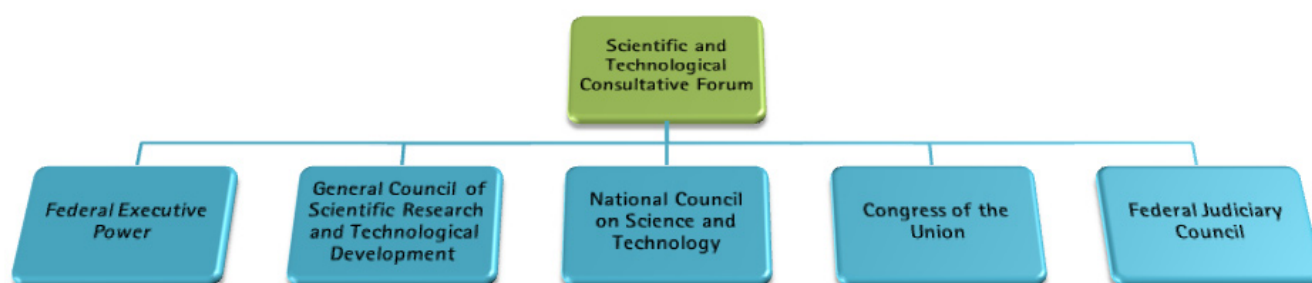 Scientific and
Technological
Consultative Forum
Federal Executive
Power
General Council of
Scientific Research
and Technological
Development
National Council
on Science and
Technology
Congress of the
Union
Federal Judiciary
Council